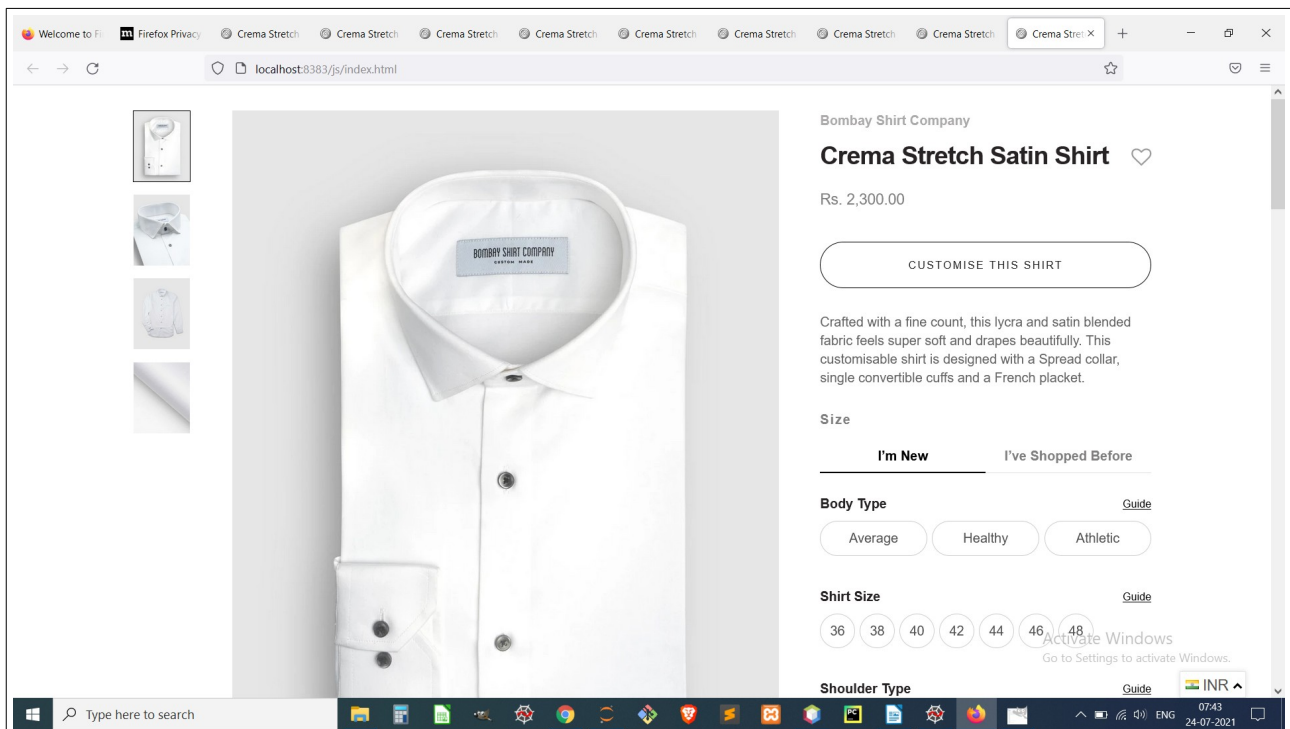 Welcome to Fi
Firefox Privacy
Crema Stretch
Crema Stretch
Crema Stretch
Crema Stretch
Crema Stretch
Crema Stretch
Crema Stretch
Crema Stretch
Crema Stret
localhost:8383/js/index.html
Bombay Shirt Company
Crema Stretch Satin Shirt
Rs. 2,300.00
BOMBAY SHIRT COMPANY
CUSTOM MADE
CUSTOMISE THIS SHIRT
Crafted with a fine count, this lycra and satin blended
fabric feels super soft and drapes beautifully. This
customisable shirt is designed with a Spread collar,
single convertible cuffs and a French placket.
Size
I'm New
I've Shopped Before
Body Type
Guide
Average
Healthy
Athletic
Shirt Size
Guide
36 38 40 42 44 46 48
Activate Windows
Go to Settings to activate Windows.
Shoulder Type
Guide
INR
Type here to search
PC
ENG
07:43
24-07-2021